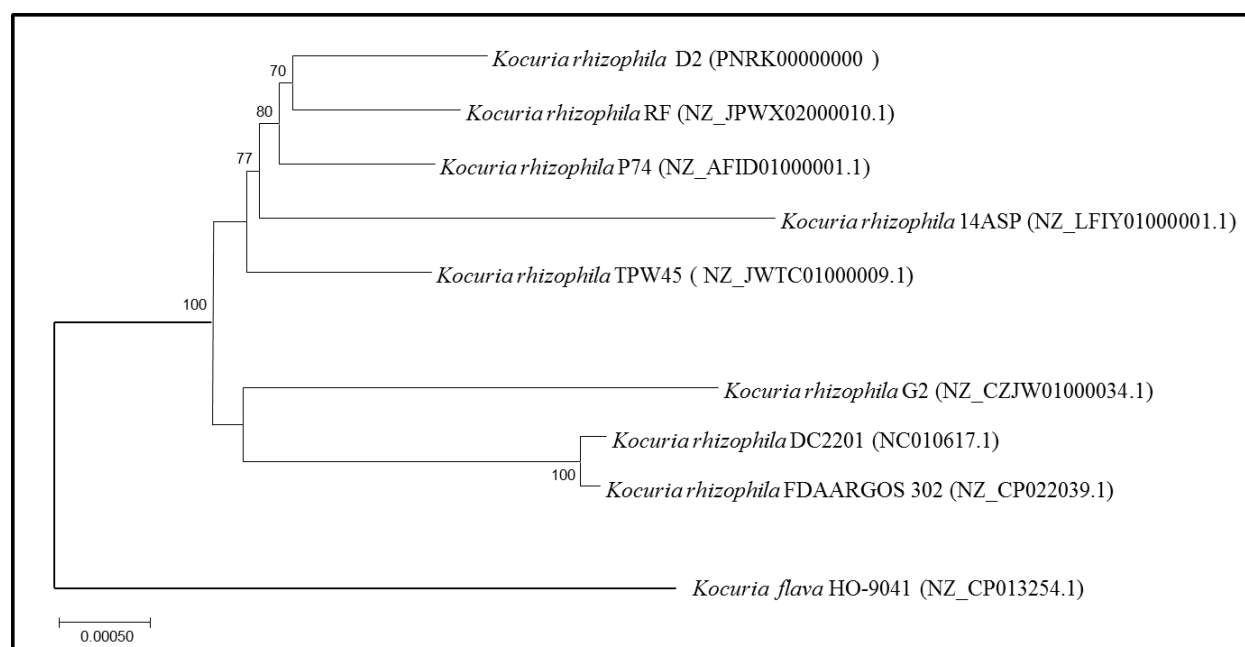 70
Kocuria rhizophila D2 (PNRK00000000 )
80
Kocuria rhizophila RF (NZ_JPWX02000010.1)
77
Kocuria rhizophila P74 (NZ_AFID01000001.1)
Kocuria rhizophila 14ASP (NZ_LFIY01000001.1)
Kocuria rhizophila TPW45 ( NZ_JWTC01000009.1)
100
Kocuria rhizophila G2 (NZ_CZJW01000034.1)
Kocuria rhizophila DC2201 (NC010617.1)
100
Kocuria rhizophila FDAARGOS 302 (NZ_CP022039.1)
Kocuria flava HO-9041 (NZ_CP013254.1)
0.00050